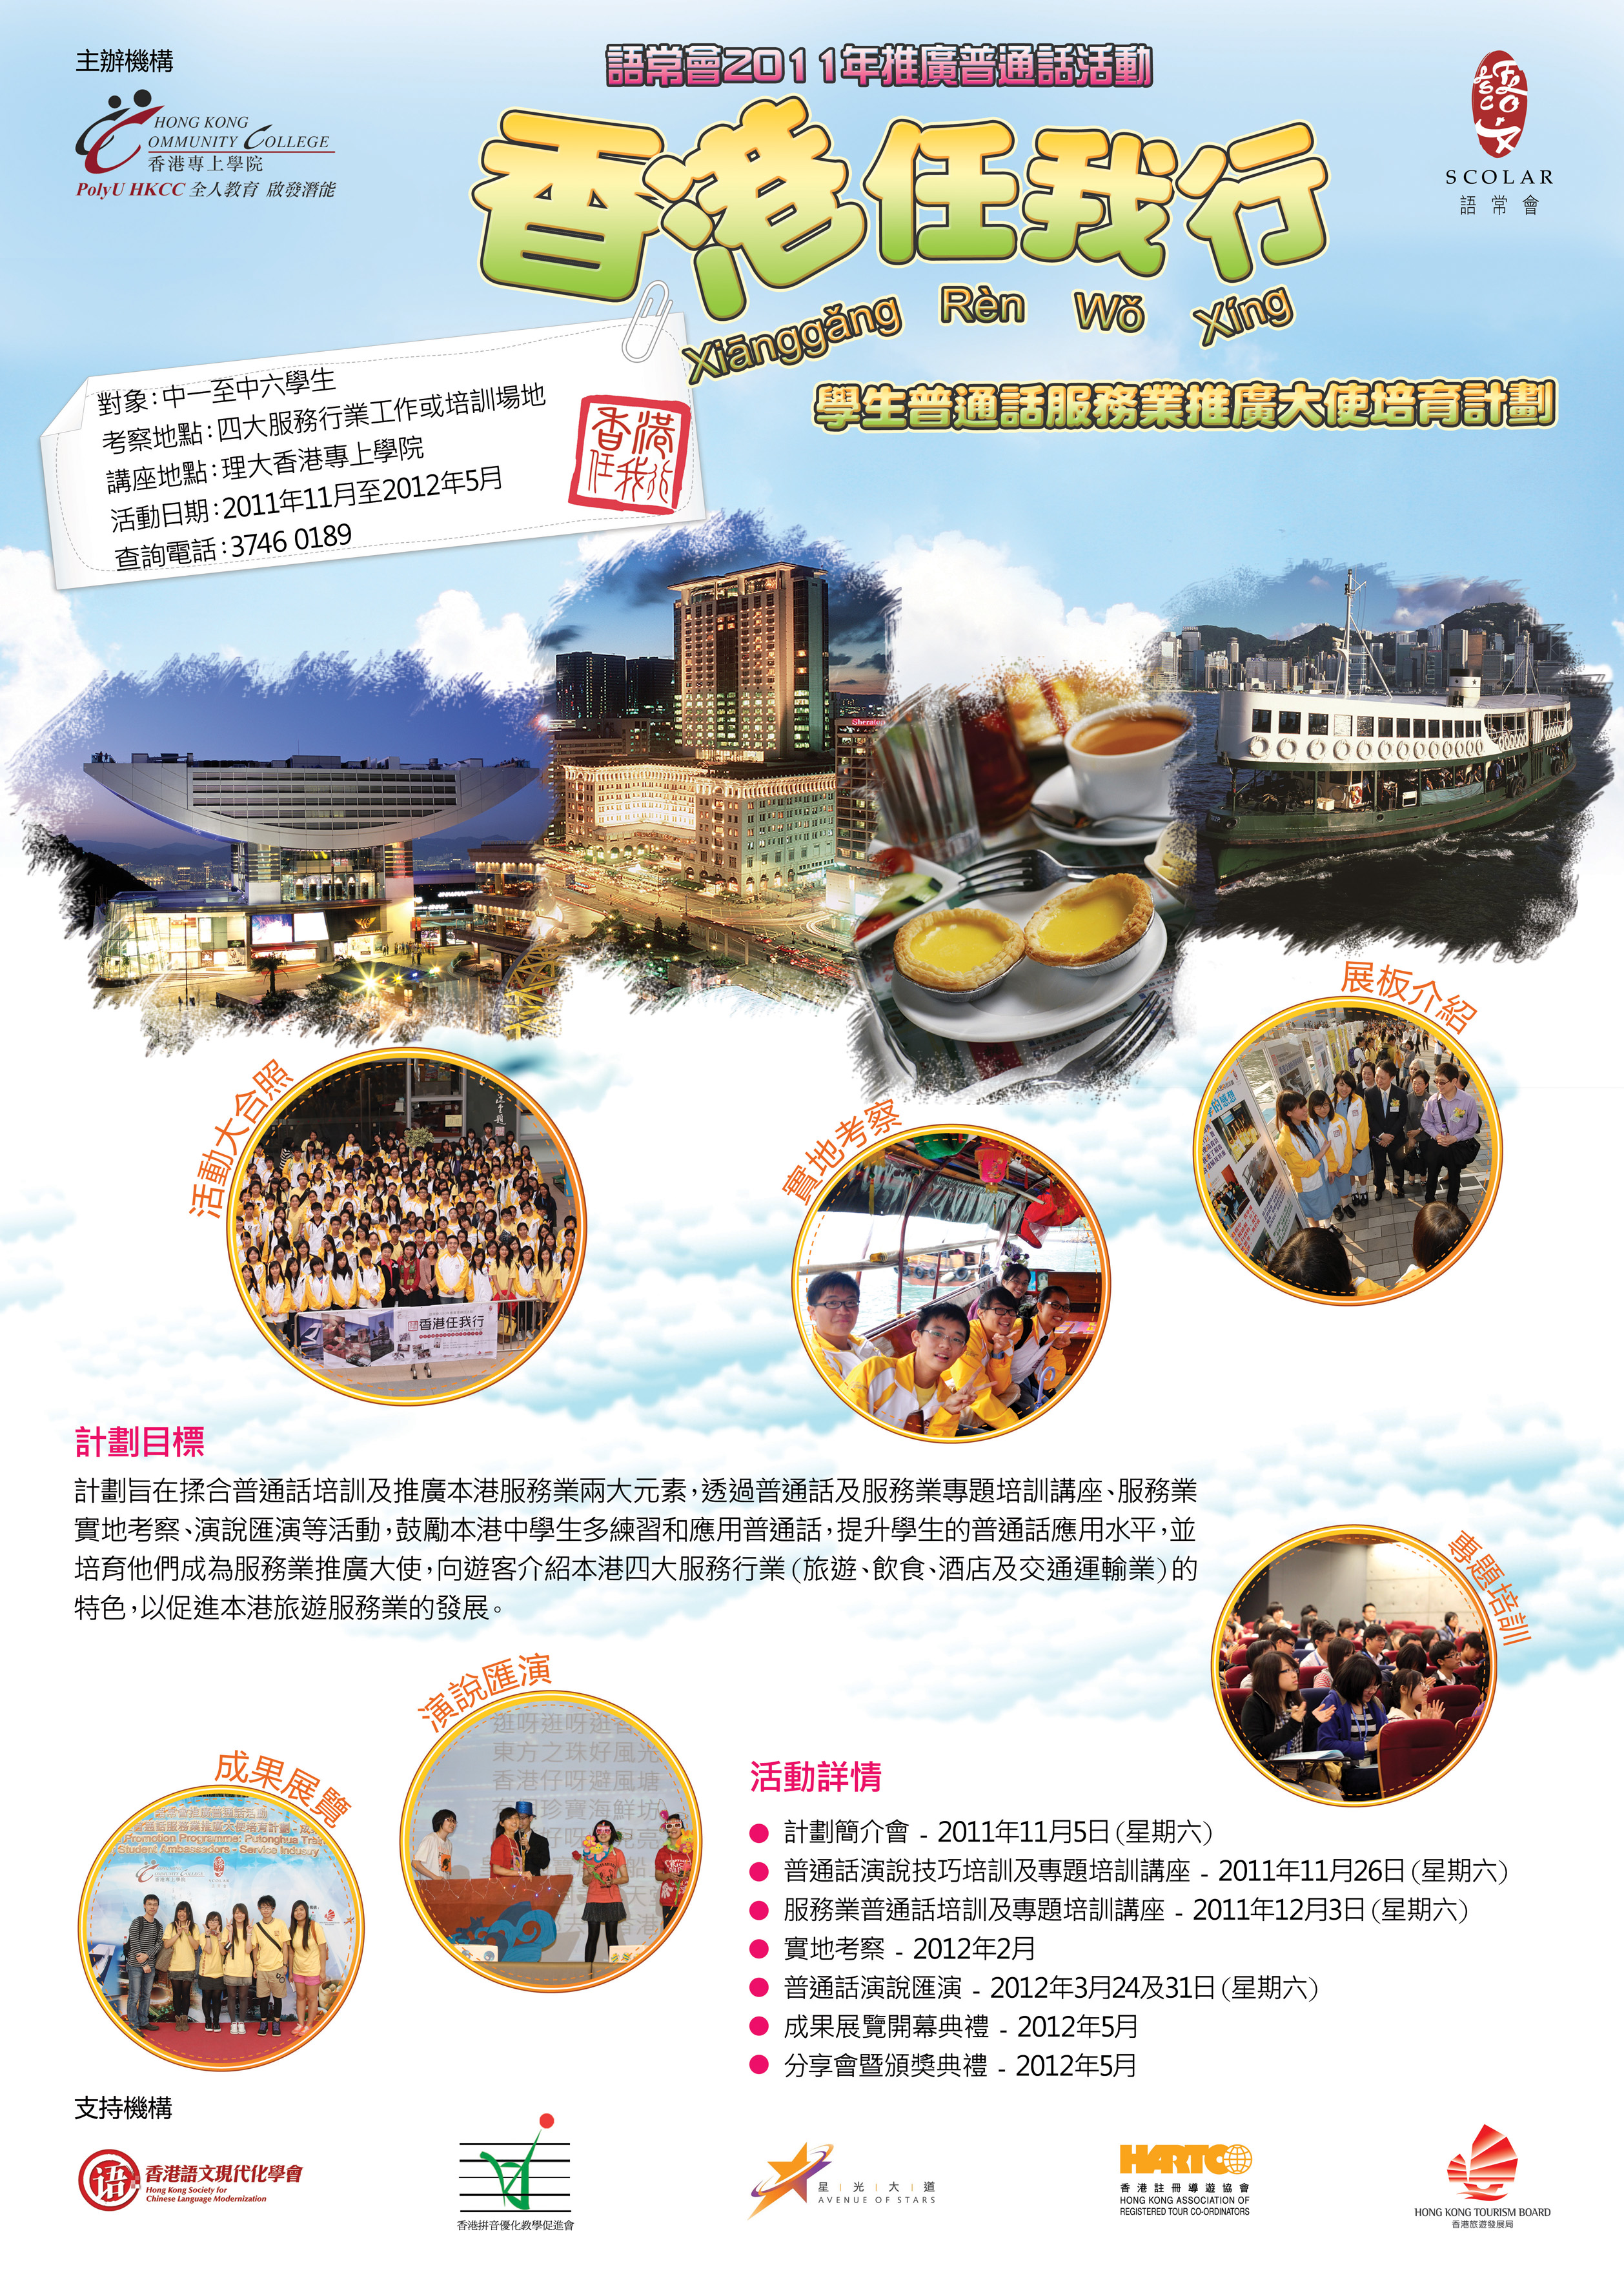 主辦機構
HONG KONG
COMMUNITY COLLEGE
香港專上學院
PolyU HKCC 全人教育 啟發潛能
語常會2011年推廣普通話活動
香港任我行
Xiānggǎng Rèn Wǒ Xíng
學生普通話服務業推廣大使培育計劃
SCOLAR
語常會
對象：中一至中六學生
考察地點：四大服務行業工作或培訓場地
講座地點：理大香港專上學院
活動日期：2011年11月至2012年5月
查詢電話：3746 0189
香港
任我行
展板介紹
活動大合照
香港任我行
實地考察
計劃目標
計劃旨在揉合普通話培訓及推廣本港服務業兩大元素，透過普通話及服務業專題培訓講座、服務業
實地考察、演說匯演等活動，鼓勵本港中學生多練習和應用普通話，提升學生的普通話應用水平，並
培育他們成為服務業推廣大使，向遊客介紹本港四大服務行業（旅遊、飲食、酒店及交通運輸業）的
特色，以促進本港旅遊服務業的發展。
專題培訓
演說匯演
逛呀逛呀逛
東方之珠好風光
香港仔呀避風塘
珍寶海鮮坊
成果展覽
Promotion Programme: Putonghua
Student Ambassadors - Service Industry
活動詳情
● 計劃簡介會 - 2011年11月5日（星期六）
● 普通話演說技巧培訓及專題培訓講座 - 2011年11月26日（星期六）
● 服務業普通話培訓及專題培訓講座 - 2011年12月3日（星期六）
● 實地考察 - 2012年2月
● 普通話演說匯演 - 2012年3月24及31日（星期六）
● 成果展覽開幕典禮 - 2012年5月
● 分享會暨頒獎典禮 - 2012年5月
支持機構
语
香港語文現代化學會
Hong Kong Society for
Chinese Language Modernization
香港拼音優化教學促進會
星|光|大|道
AVENUE OF STARS
HARTCO
香港註冊導遊協會
HONG KONG ASSOCIATION OF
REGISTERED TOUR CO-ORDINATORS
HONG KONG TOURISM BOARD
香港旅遊發展局